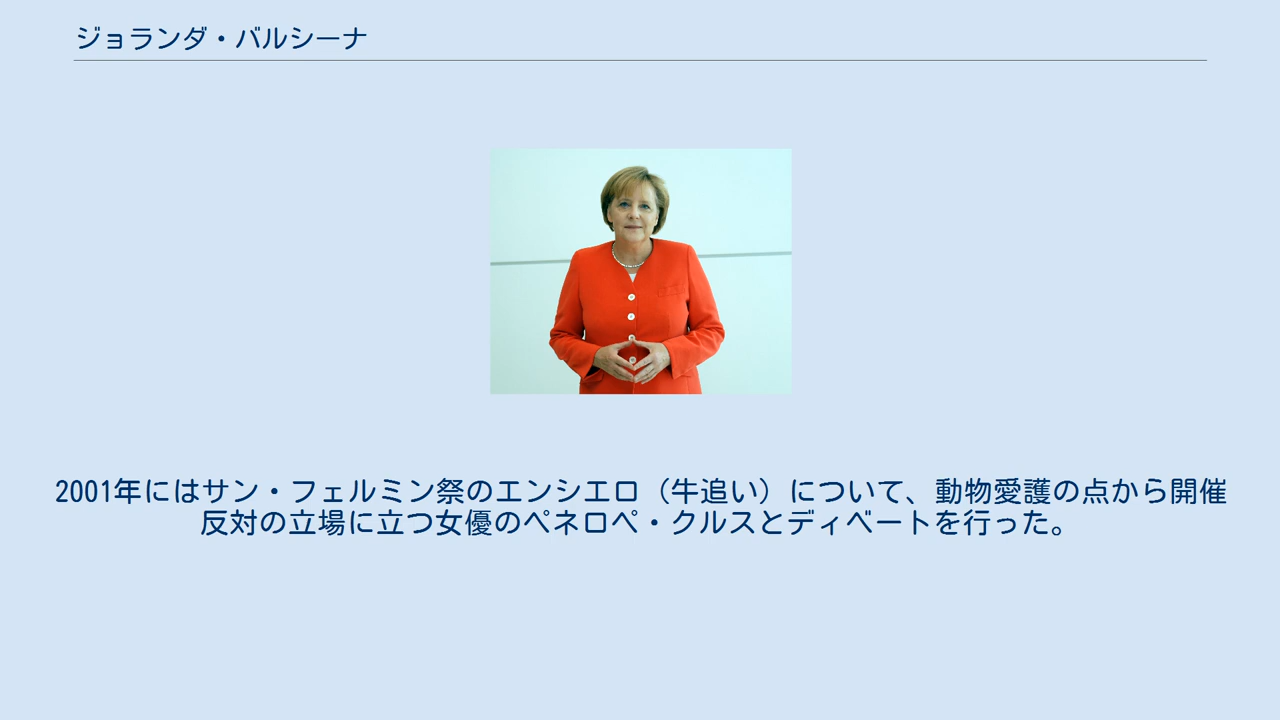 ジョランダ・バルシーナ
2001年にはサン・フェルミン祭のエンシエロ（牛追い）について、動物愛護の点から開催
反対の立場に立つ女優のペネロペ・クルスとディベートを行った。